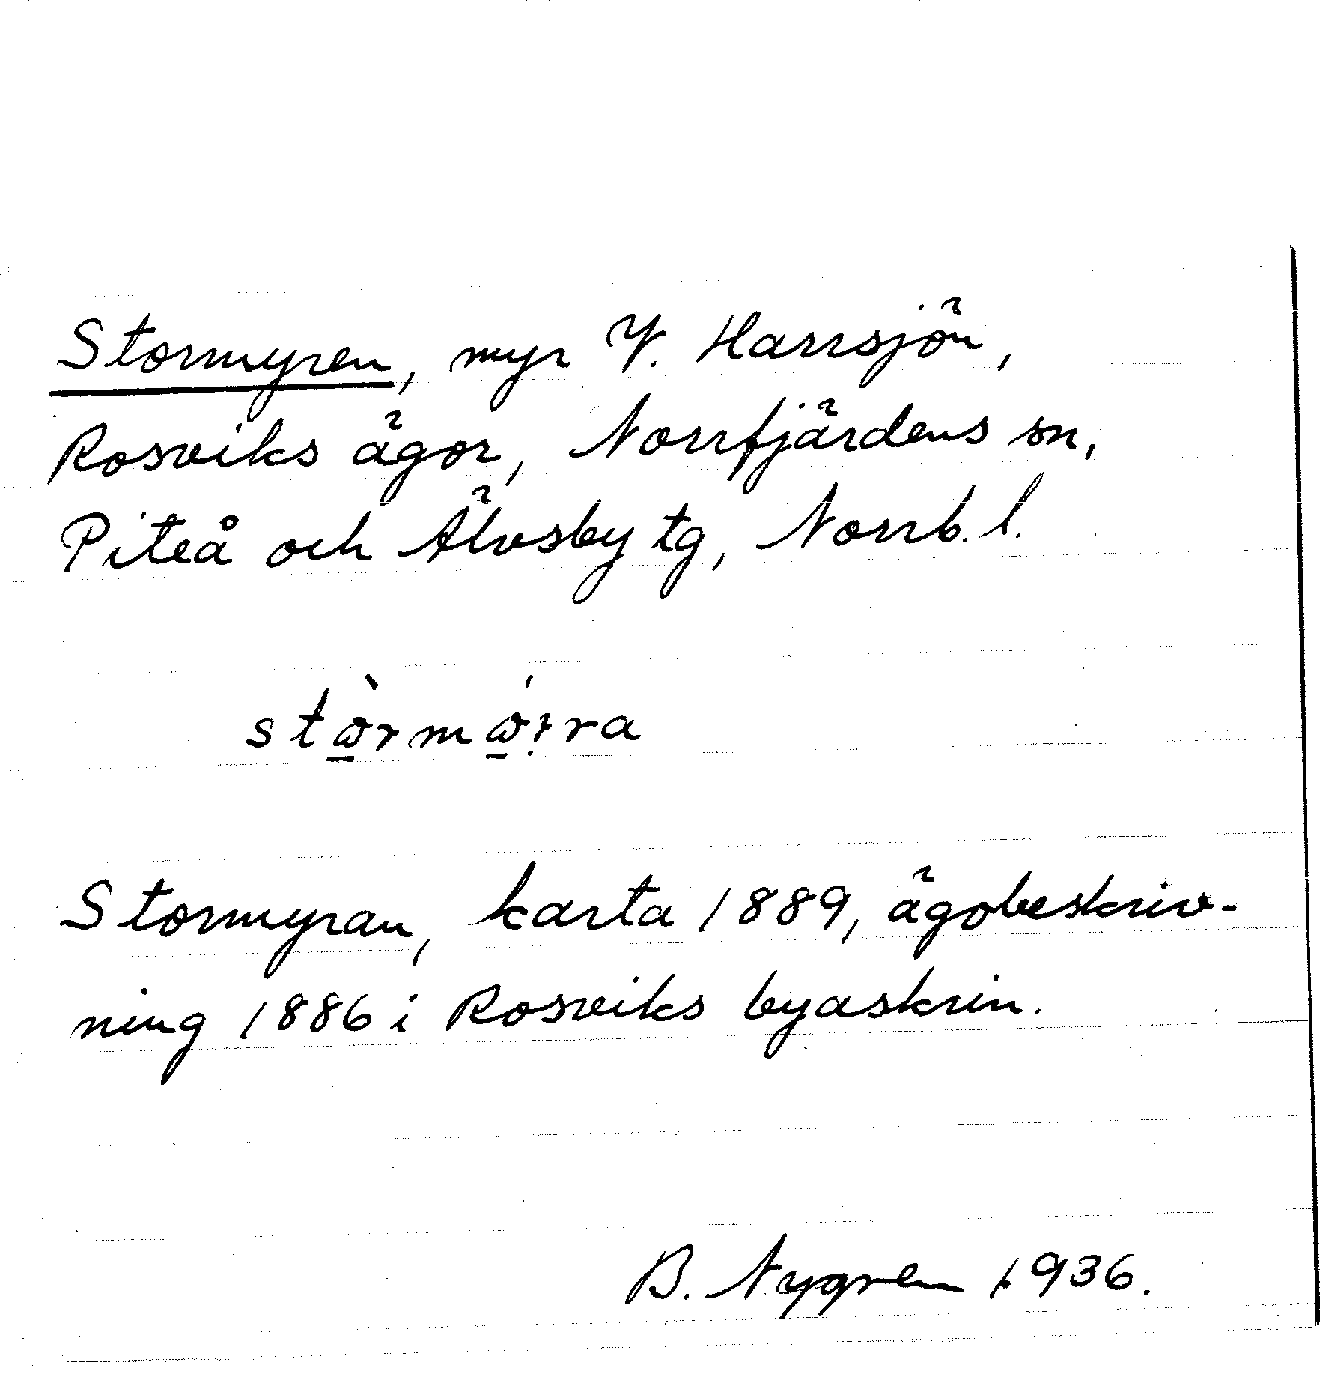 Stormyren, myr V. Harrsjön,
Rosviks ägor, Norrfjärdens sn,
Piteå och Älvsby tg, Norrb. l.
Stormyran, karta 1889, ägobeskriv-
ning 1886 i Rosviks byaskrin.
B. Nygren 1936.